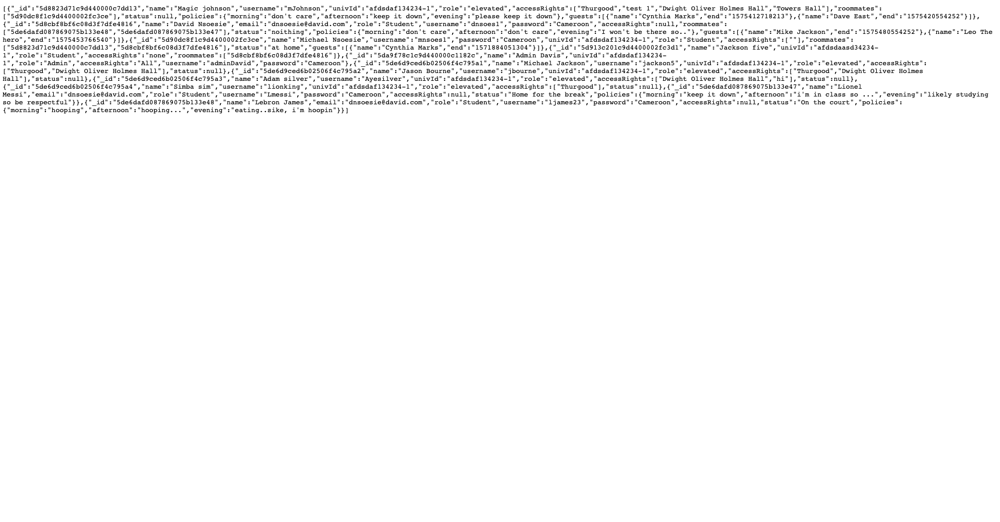 [{"_id":"5d8823d71c9d440000c7dd13","name":"Magic johnson","username":"mJohnson","univId":"afdsdaf134234-1","role":"elevated","accessRights":["Thurgood","test 1","Dwight Oliver Holmes Hall","Towers Hall"],"roommates":
["5d90dc8f1c9d4400002fc3ce"],"status":null,"policies":{"morning":"don't care","afternoon":"keep it down","evening":"please keep it down"},"guests":[{"name":"Cynthia Marks","end":"1575412718213"},{"name":"Dave East","end":"1575420554252"}]},
{"_id":"5d8cbf8bf6c08d3f7dfe4816","name":"David Nsoesie","email":"dnsoesie@david.com","role":"Student","username":"dnsoes1","password":"Cameroon","accessRights":null,"roommates":
["5de6dafd087869075b133e48","5de6dafd087869075b133e47"],"status":"noithing","policies":{"morning":"don't care","afternoon":"don't care","evening":"I won't be there so.."},"guests":[{"name":"Mike Jackson","end":"1575480554252"},{"name":"Leo The
hero","end":"1575453766540"}]},{"_id":"5d90dc8f1c9d4400002fc3ce","name":"Michael Nsoesie","username":"mnsoes1","password":"Cameroon","univId":"afdsdaf134234-1","role":"Student","accessRights":[""],"roommates":
["5d8823d71c9d440000c7dd13","5d8cbf8bf6c08d3f7dfe4816"],"status":"at home","guests":[{"name":"Cynthia Marks","end":"1571884051304"}]},{"_id":"5d913c201c9d4400002fc3d1","name":"Jackson five","univId":"afdsdaasd34234-
1","role":"Student","accessRights":"none","roommates":["5d8cbf8bf6c08d3f7dfe4816"]},{"_id":"5da9f78c1c9d440000c1182c","name":"Admin Davis","univId":"afdsdaf134234-
1","role":"Admin","accessRights":"All","username":"adminDavid","password":"Cameroon"},{"_id":"5de6d9ced6b02506f4c795a1","name":"Michael Jackson","username":"jackson5","univId":"afdsdaf134234-1","role":"elevated","accessRights":
["Thurgood","Dwight Oliver Holmes Hall"],"status":null},{"_id":"5de6d9ced6b02506f4c795a2","name":"Jason Bourne","username":"jbourne","univId":"afdsdaf134234-1","role":"elevated","accessRights":["Thurgood","Dwight Oliver Holmes
Hall"],"status":null},{"_id":"5de6d9ced6b02506f4c795a3","name":"Adam silver","username":"Ayesilver","univId":"afdsdaf134234-1","role":"elevated","accessRights":["Dwight Oliver Holmes Hall","hi"],"status":null},
{"_id":"5de6d9ced6b02506f4c795a4","name":"Simba sim","username":"lionking","univId":"afdsdaf134234-1","role":"elevated","accessRights":["Thurgood"],"status":null},{"_id":"5de6dafd087869075b133e47","name":"Lionel
Messi","email":"dnsoesie@david.com","role":"Student","username":"Lmessi","password":"Cameroon","accessRights":null,"status":"Home for the break","policies":{"morning":"keep it down","afternoon":"i'm in class so ...","evening":"likely studying
so be respectful"}},{"_id":"5de6dafd087869075b133e48","name":"Lebron James","email":"dnsoesie@david.com","role":"Student","username":"ljames23","password":"Cameroon","accessRights":null,"status":"On the court","policies":
{"morning":"hooping","afternoon":"hooping...","evening":"eating..sike, i'm hoopin"}}]